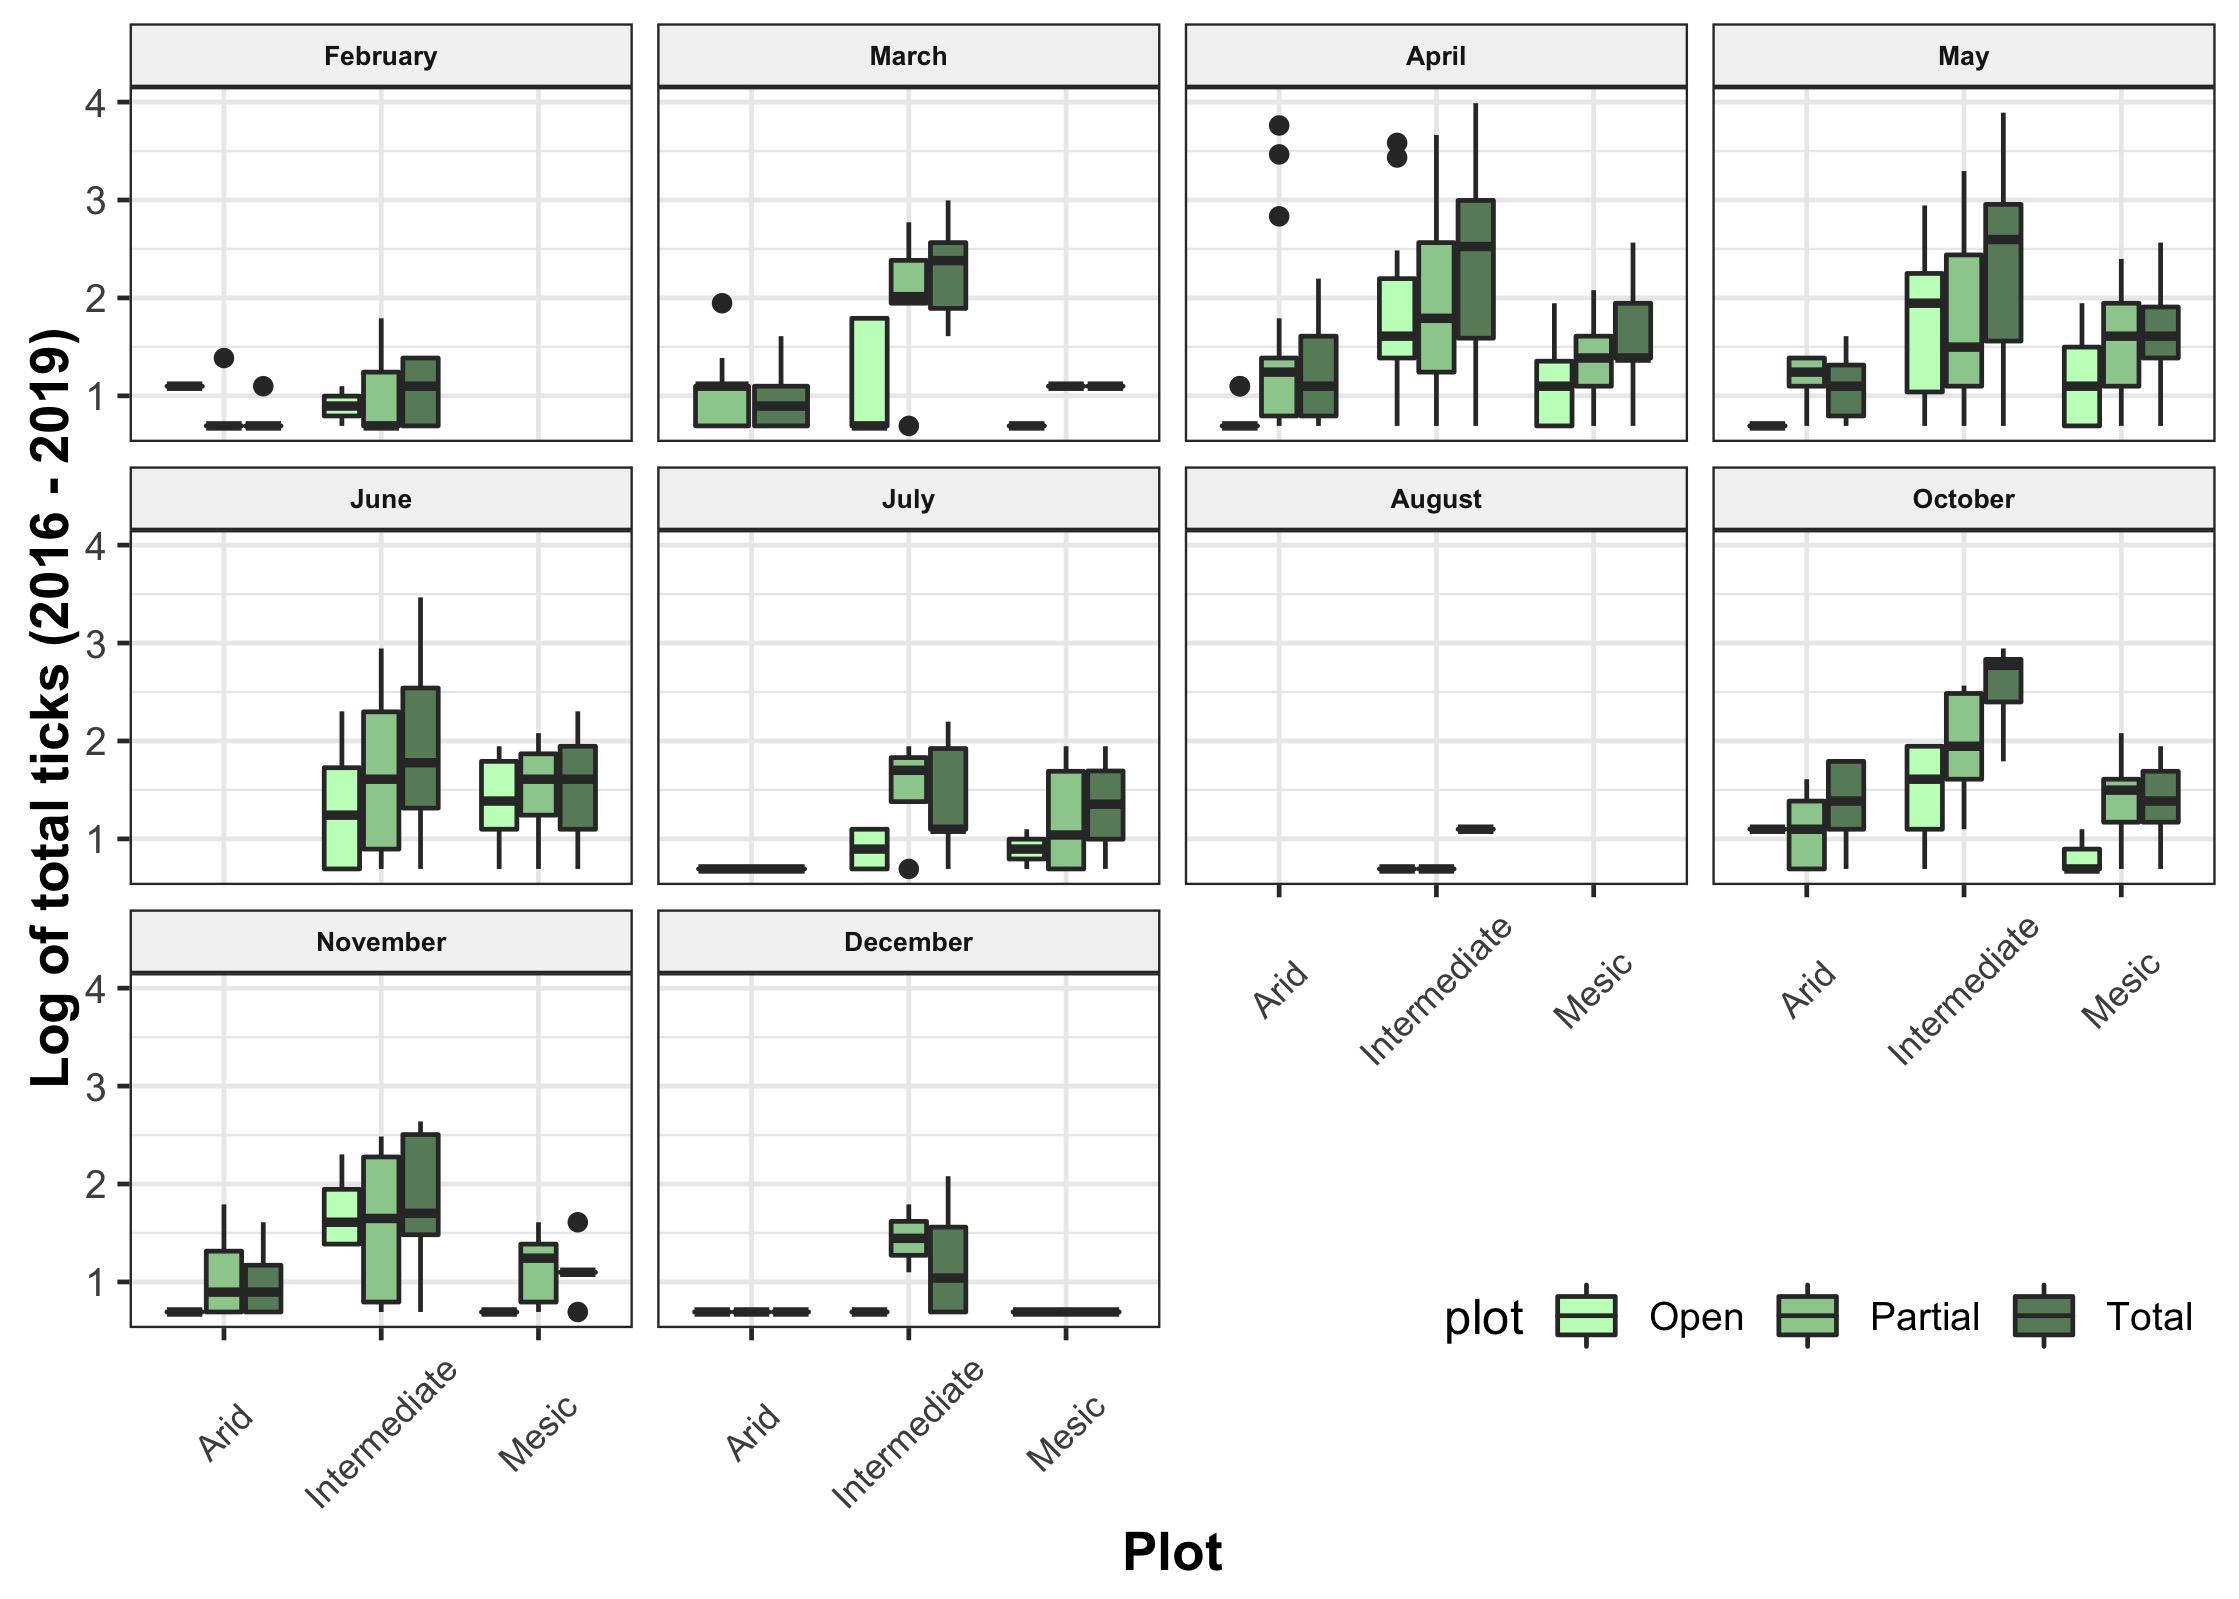 February
March
April
May
4
3
2
1
June
July
August
October
4
3
2
1
Arid
Intermediate
Mesic
Arid
Intermediate
Mesic
November
December
4
3
2
1
Arid
Intermediate
Mesic
Arid
Intermediate
Mesic
Log of total ticks (2016 - 2019)
plot Open Partial Total
Plot